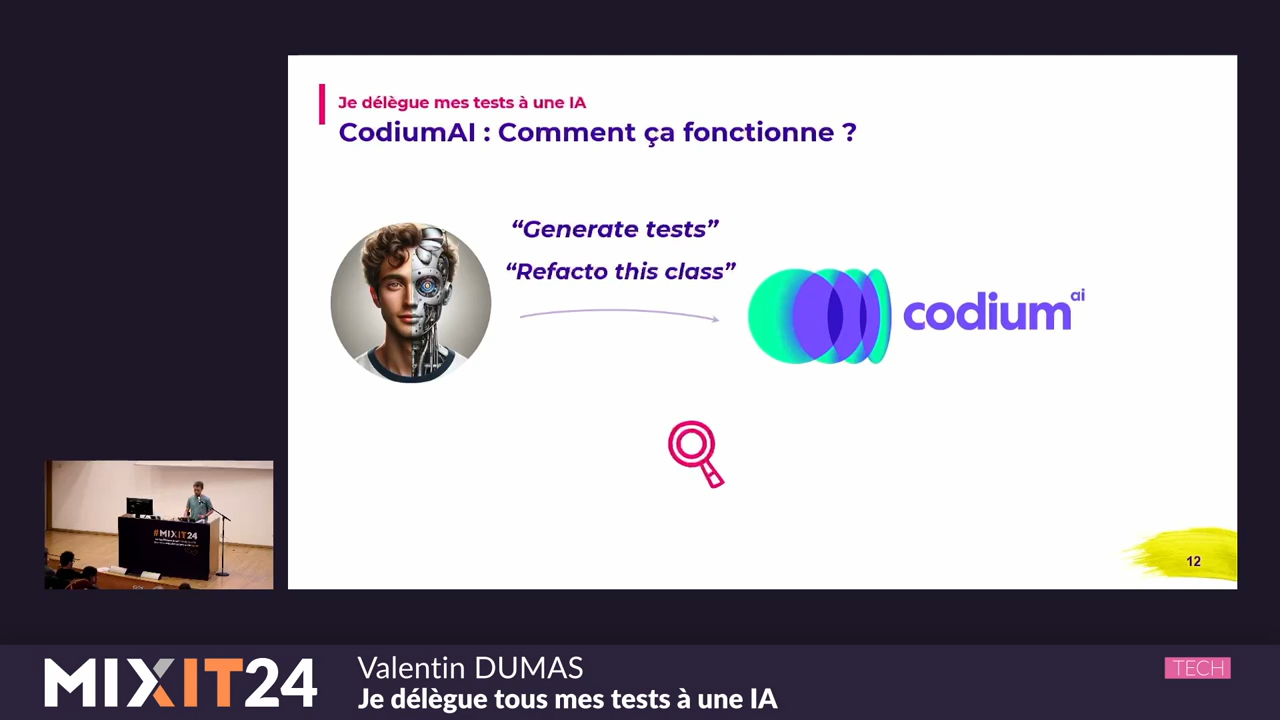 Je délègue mes tests à une IA
CodiumAI : Comment ça fonctionne ?
“Generate tests”
“Refacto this class”
codium ai
12
#MIXIT24
MIXIT24
Valentin DUMAS
Je délègue tous mes tests à une IA
TECH